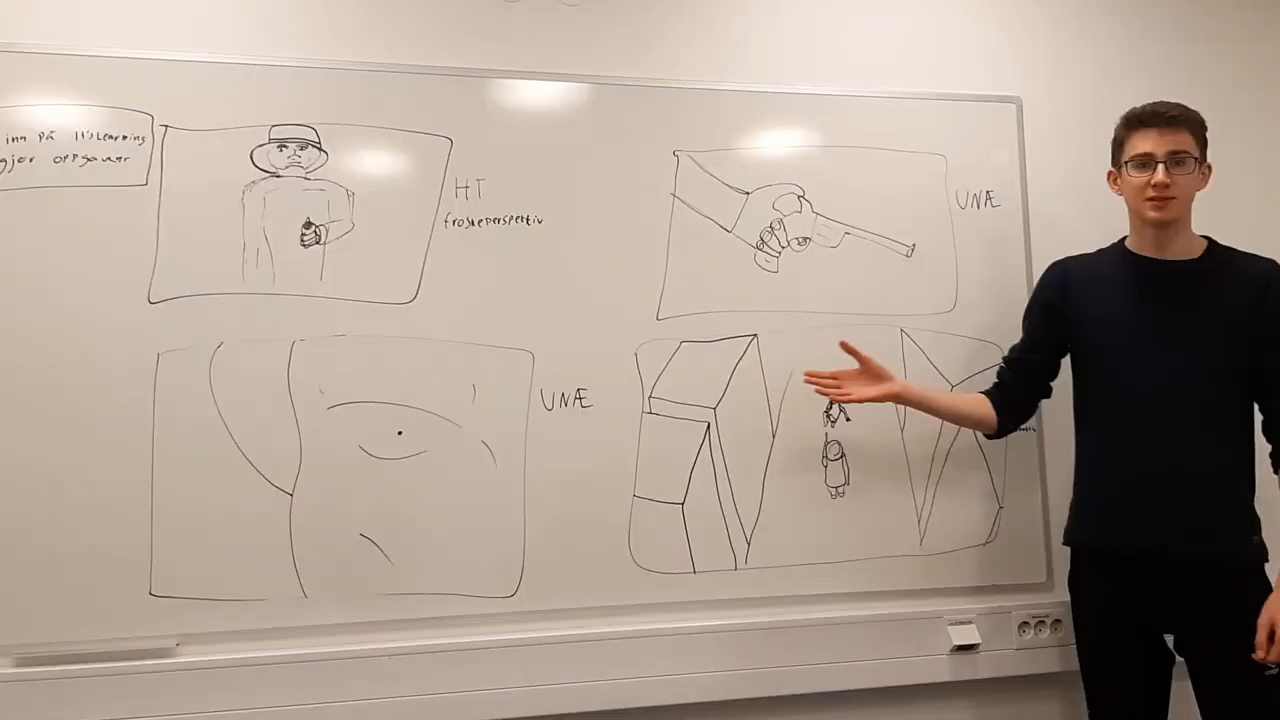 inn på It'sLearning
gjør oppgaver
HT
froskeperspektiv
UNÆ
UNÆ